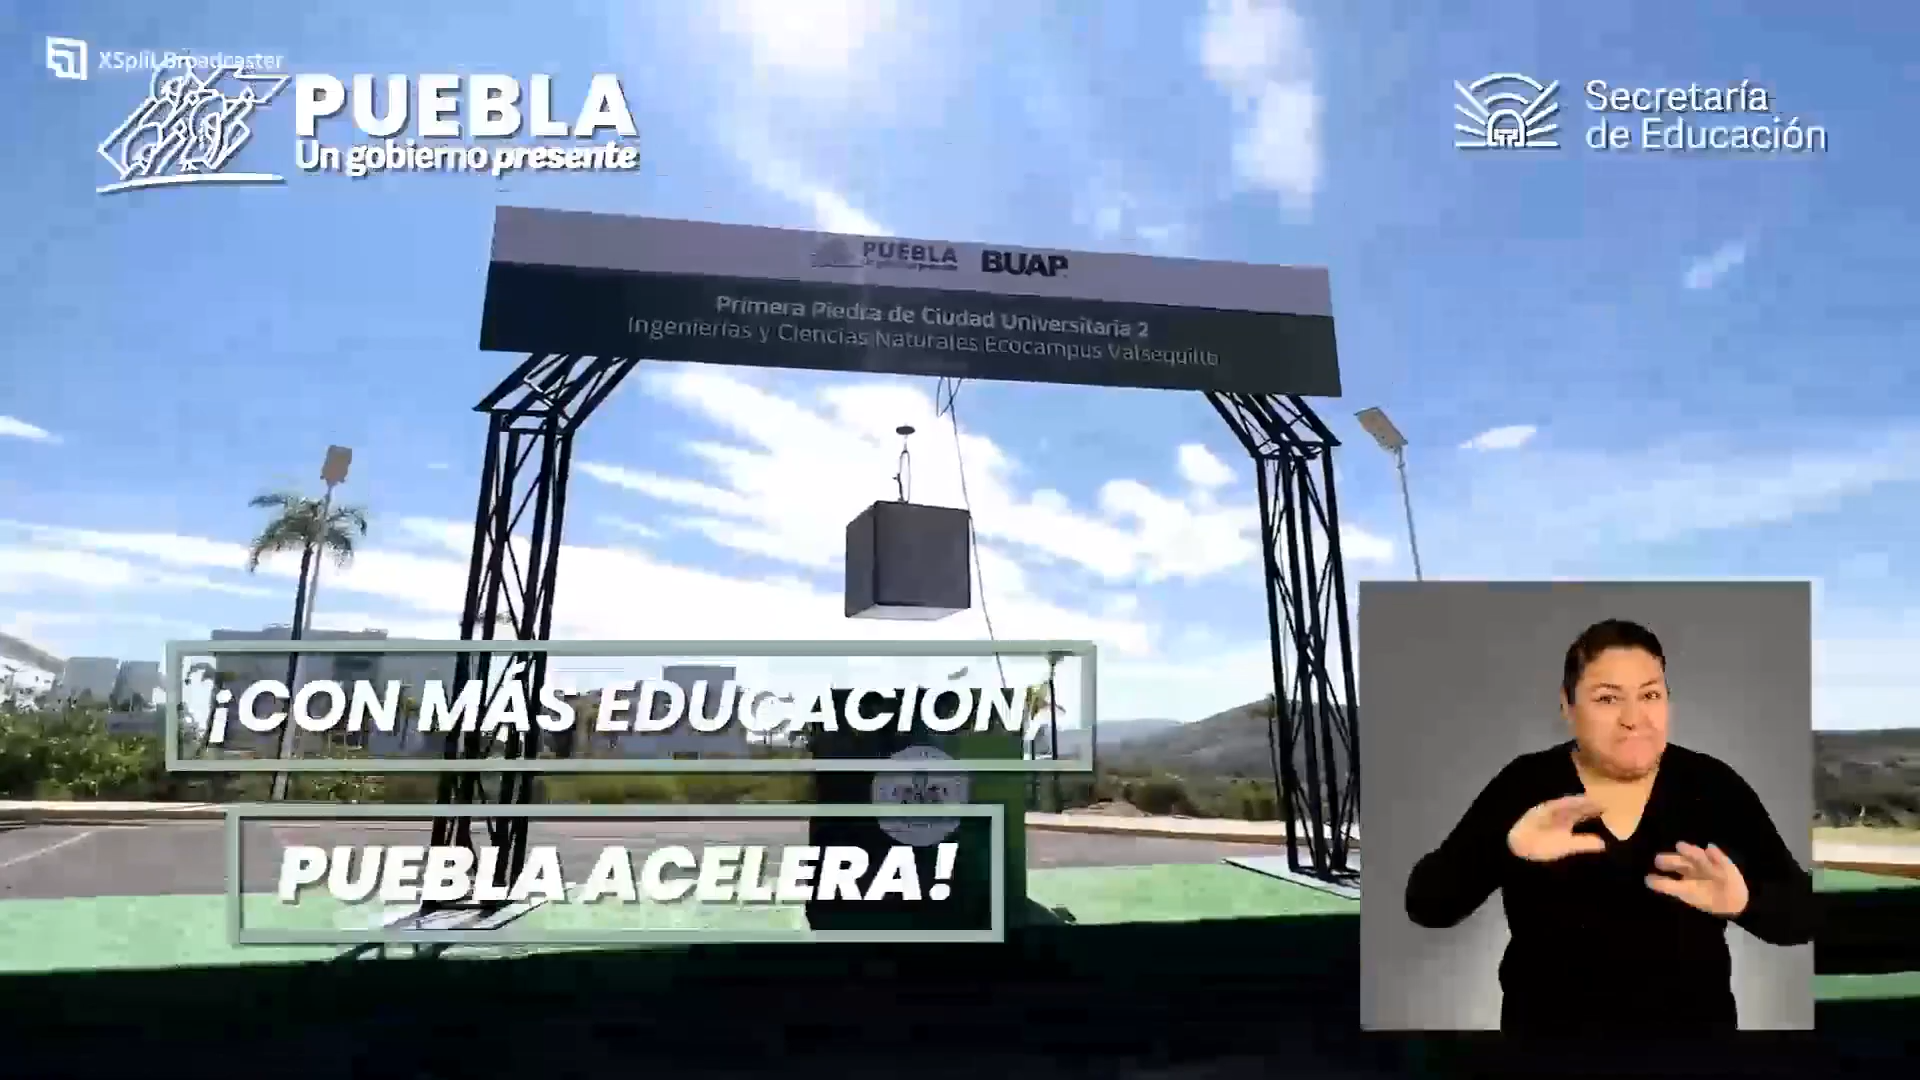 XSplit Broadcaster
PUEBLA
Un gobierno presente
Secretaría
de Educación
PUEBLA
BUAP
Primera Piedra de Ciudad Universitaria 2
Ingenierías y Ciencias Naturales Ecocampus Valsequillo
¡CON MÁS EDUCACIÓN,
PUEBLA ACELERA!